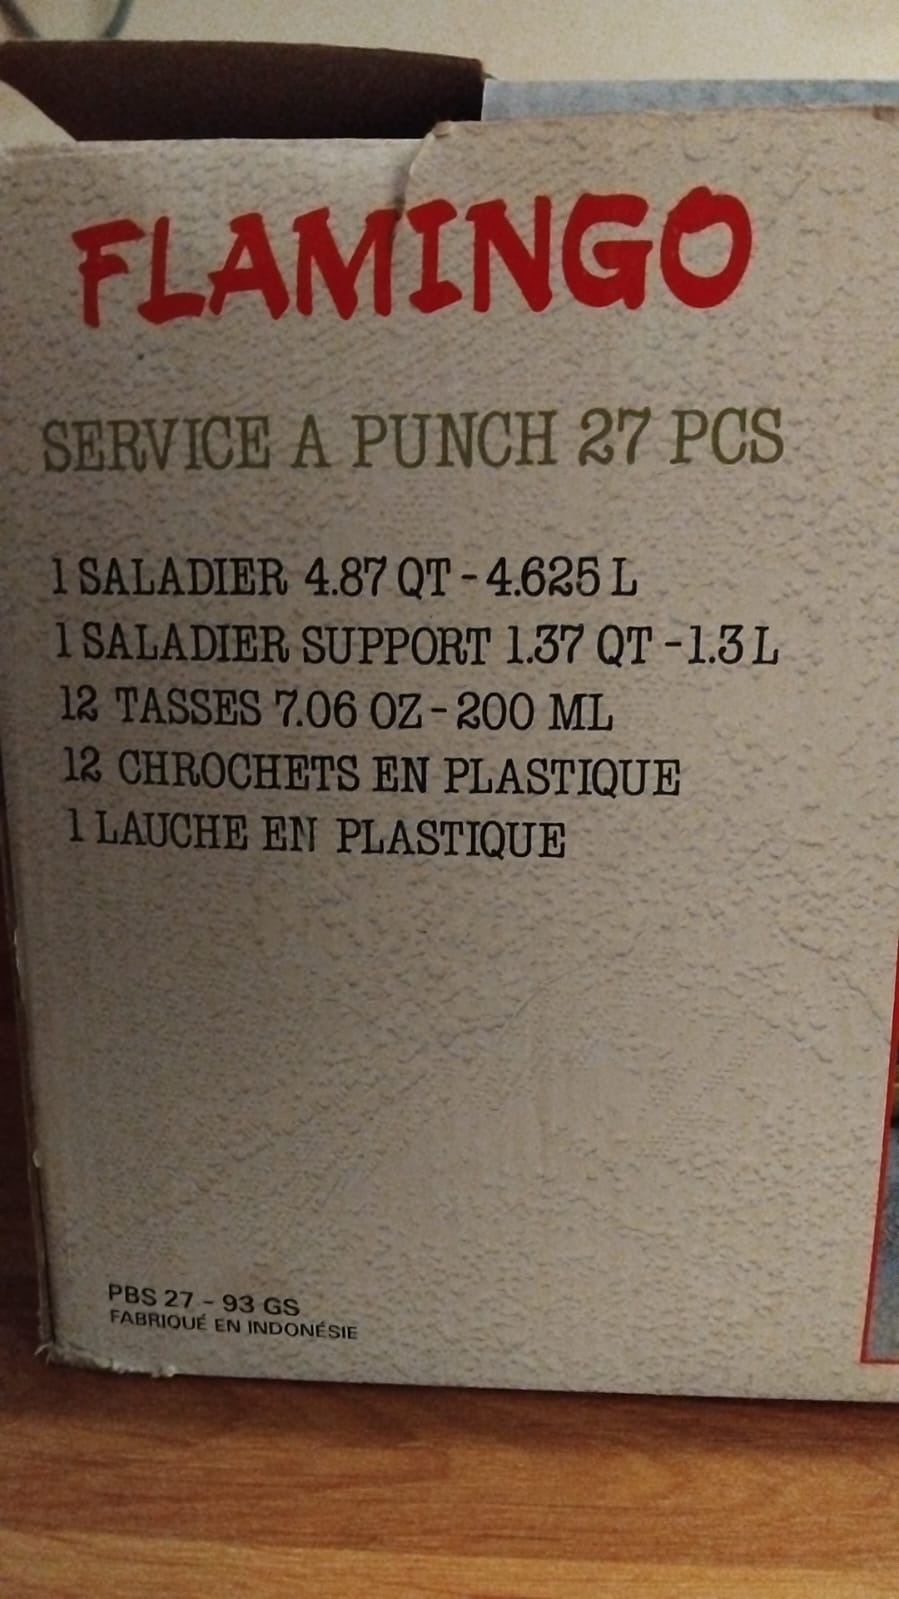 FLAMINGO
SERVICE A PUNCH 27 PCS
1 SALADIER 4.87 QT - 4.625 L
1 SALADIER SUPPORT 1.37 QT - 1.3 L
12 TASSES 7.06 OZ - 200 ML
12 CHROCHETS EN PLASTIQUE
1 LAUCHE EN PLASTIQUE
PBS 27 - 93 GS
FABRIQUÉ EN INDONÉSIE